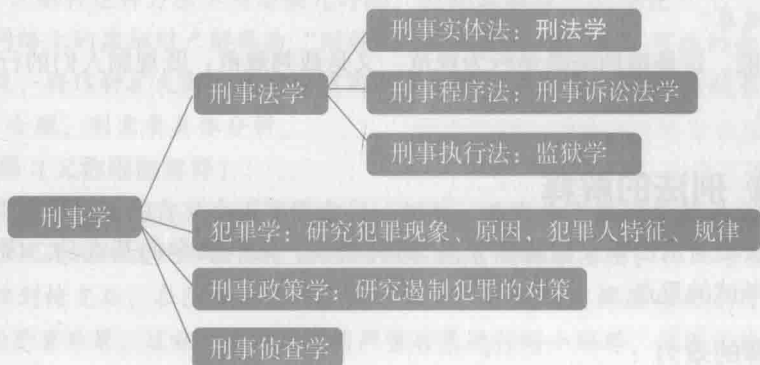 刑事实体法：刑法学
刑事法学
刑事程序法：刑事诉讼法学
刑事执行法：监狱学
刑事学
犯罪学：研究犯罪现象、原因，犯罪人特征、规律
刑事政策学：研究遏制犯罪的对策
刑事侦查学